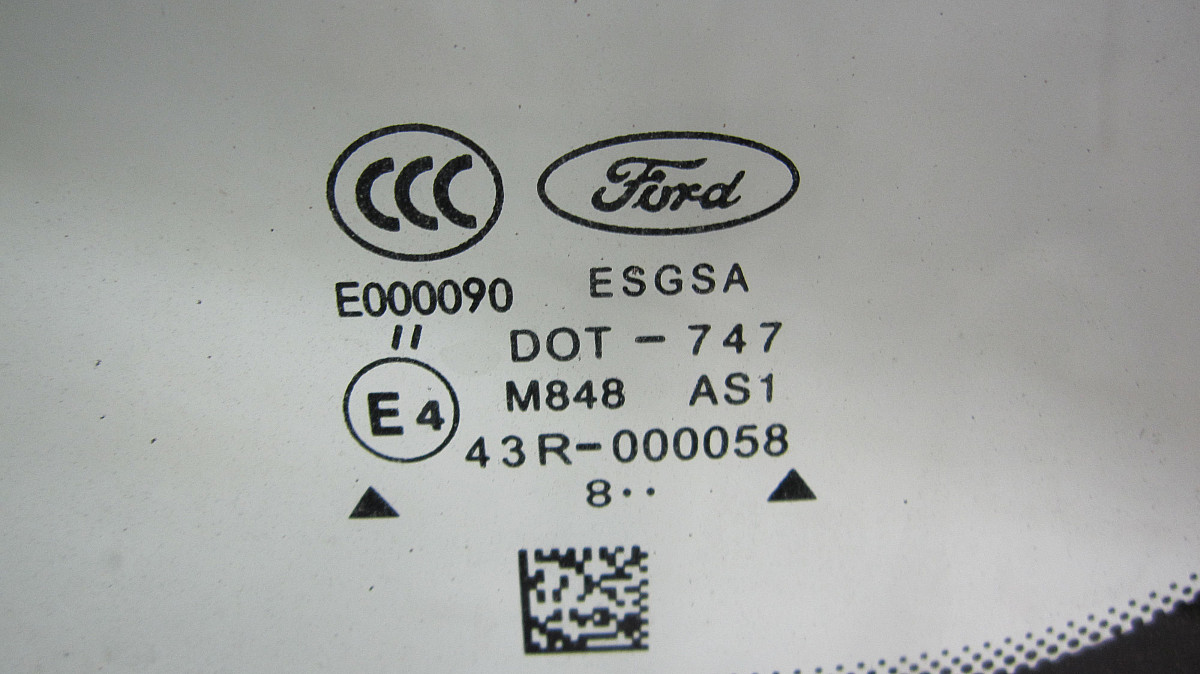 CCC Ford
E000090 ESGSA
II DOT - 747
E4 M848 AS1
43R-000058
8··